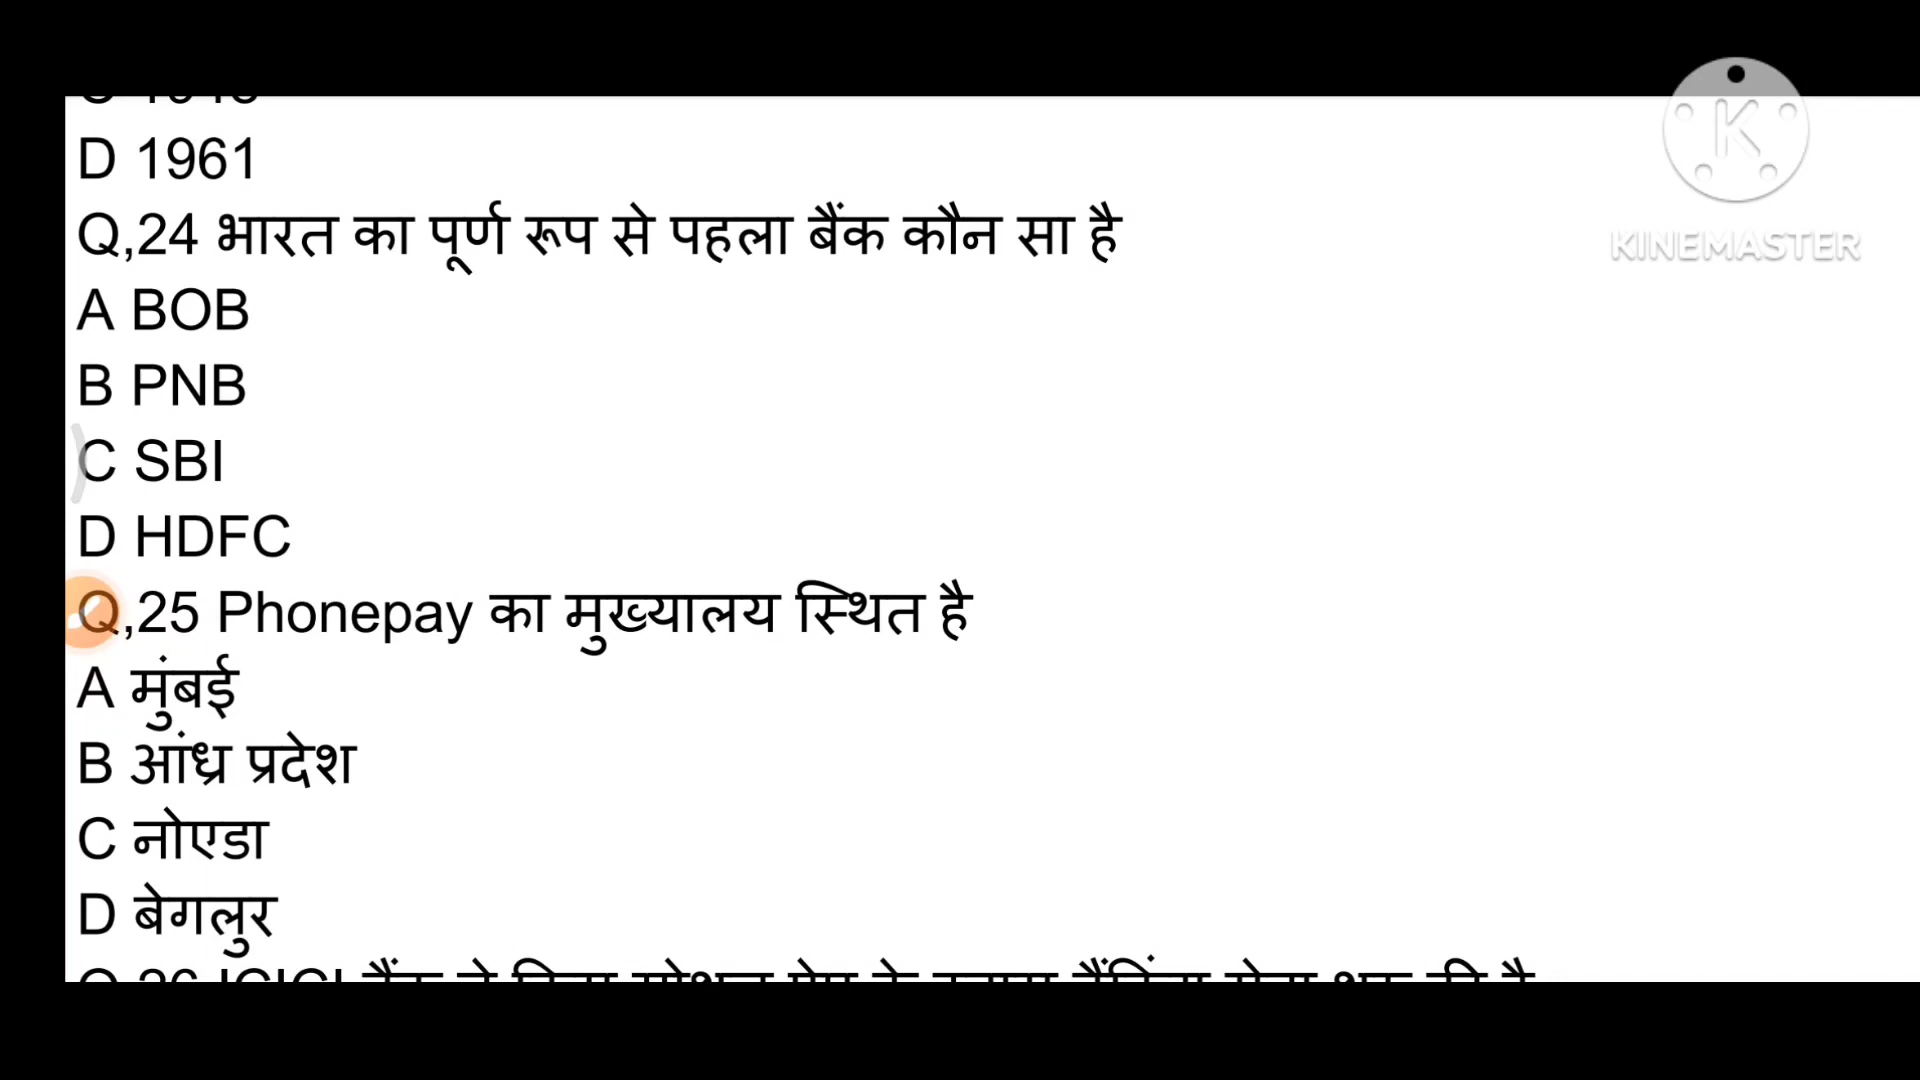 D 1961
Q,24 भारत का पूर्ण रूप से पहला बैंक कौन सा है
A BOB
B PNB
C SBI
D HDFC
Q,25 Phonepay का मुख्यालय स्थित है
A मुंबई
B आंध्र प्रदेश
C नोएडा
D बेगलुर
K
KINEMASTER